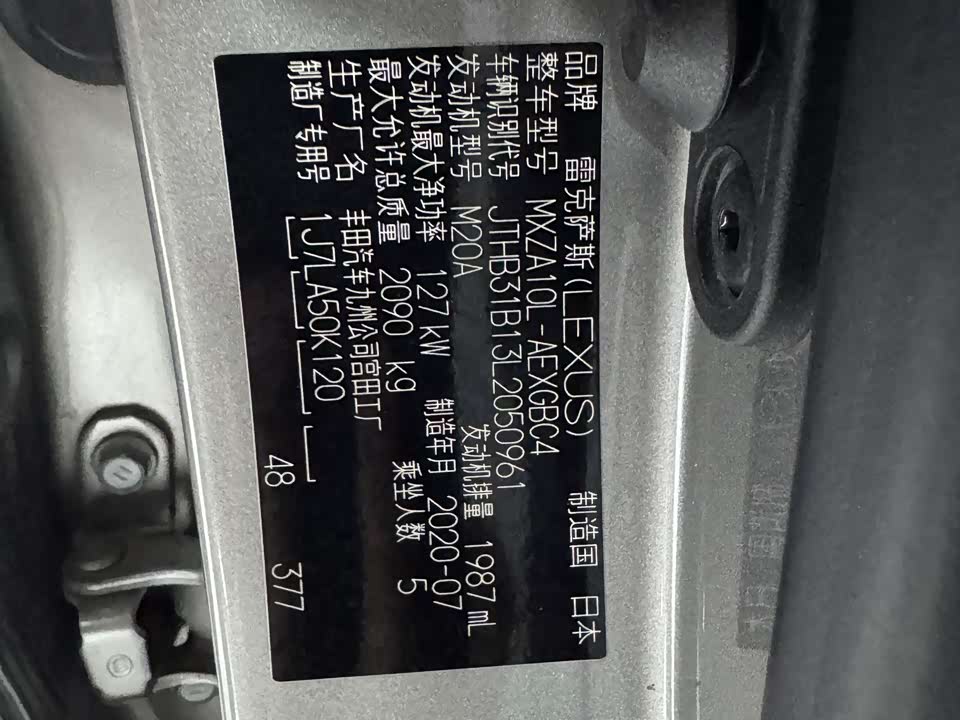 品牌 雷克萨斯(LEXUS) 制造国 日本
整车型号 MXZA10L-AEXGBC4
车辆识别代号 JTHB31B13L2050961
发动机型号 M20A 发动机排量 1987 mL
发动机最大净功率 127 kW 制造年月 2020-07
最大允许总质量 2090 kg 乘坐人数 5
生产厂名 丰田汽车九州公司宫田工厂
制造厂专用号 1J7LA50K120
48 377